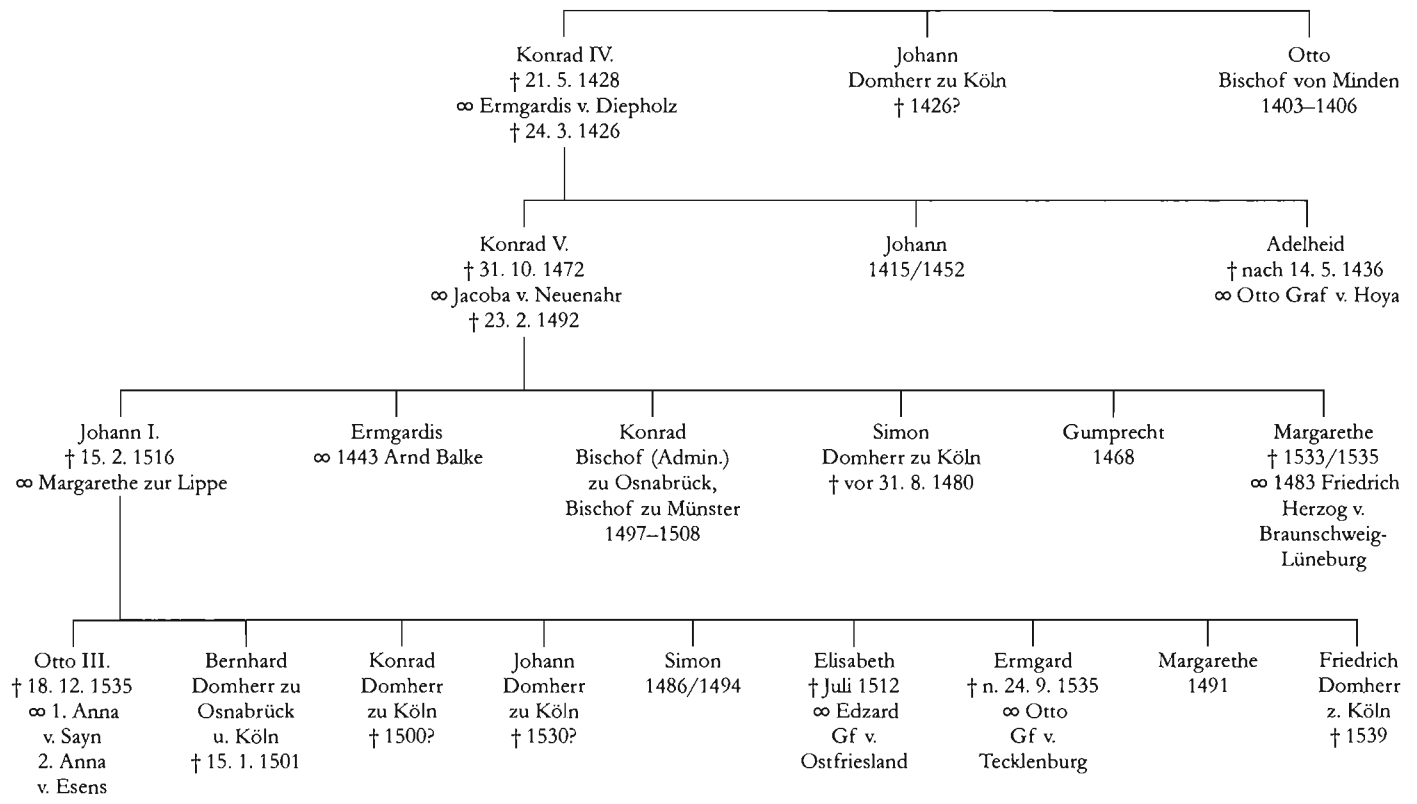 Konrad IV.
† 21. 5. 1428
∞ Ermgardis v. Diepholz
† 24. 3. 1426
Johann
Domherr zu Köln
† 1426?
Otto
Bischof von Minden
1403–1406
Konrad V.
† 31. 10. 1472
∞ Jacoba v. Neuenahr
† 23. 2. 1492
Johann
1415/1452
Adelheid
† nach 14. 5. 1436
∞ Otto Graf v. Hoya
Johann I.
† 15. 2. 1516
∞ Margarethe zur Lippe
Ermgardis
∞ 1443 Arnd Balke
Konrad
Bischof (Admin.)
zu Osnabrück,
Bischof zu Münster
1497–1508
Simon
Domherr zu Köln
† vor 31. 8. 1480
Gumprecht
1468
Margarethe
† 1533/1535
∞ 1483 Friedrich
Herzog v.
Braunschweig-
Lüneburg
Otto III.
† 18. 12. 1535
∞ 1. Anna
v. Sayn
2. Anna
v. Esens
Bernhard
Domherr zu
Osnabrück
u. Köln
† 15. 1. 1501
Konrad
Domherr
zu Köln
† 1500?
Johann
Domherr
zu Köln
† 1530?
Simon
1486/1494
Elisabeth
† Juli 1512
∞ Edzard
Gf v.
Ostfriesland
Ermgard
† n. 24. 9. 1535
∞ Otto
Gf v.
Tecklenburg
Margarethe
1491
Friedrich
Domherr
z. Köln
† 1539